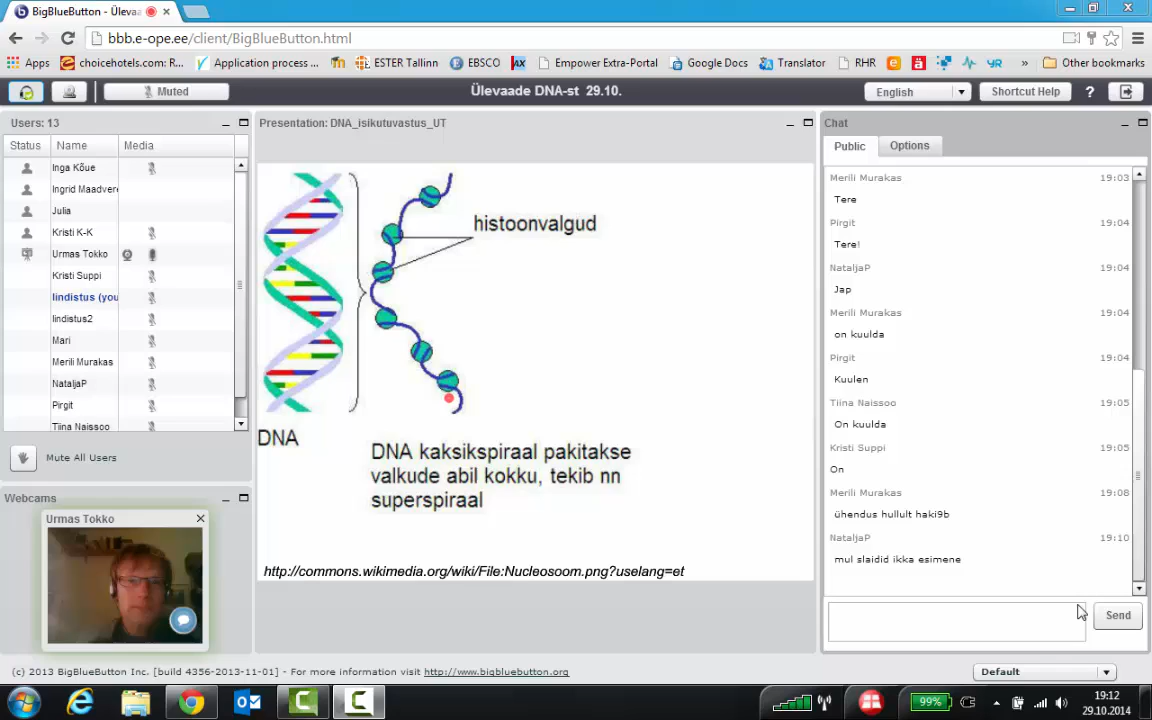 BigBlueButton - Ülevaa
bbb.e-ope.ee/client/BigBlueButton.html
Apps
choicehotels.com: R...
Application process ...
ESTER Tallinn
EBSCO
AX
Empower Extra-Portal
Google Docs
Translator
RHR
Other bookmarks
Muted
Ülevaade DNA-st 29.10.
English
Shortcut Help
?
Users: 13
Status Name Media
Inga Kõue
Ingrid Maadvere
Julia
Kristi K-K
Urmas Tokko
Kristi Suppi
lindistus (you
lindistus2
Mari
Merili Murakas
NataljaP
Pirgit
Tiina Naissoo
Mute All Users
Webcams
Urmas Tokko
Presentation: DNA_isikutuvastus_UT
histoonvalgud
DNA
DNA kaksikspiraal pakitakse
valkude abil kokku, tekib nn
superspiraal
http://commons.wikimedia.org/wiki/File:Nucleosoom.png?uselang=et
Chat
Public Options
Merili Murakas 19:03
Tere
Pirgit 19:04
Tere!
NataljaP 19:04
Jap
Merili Murakas 19:04
on kuulda
Pirgit 19:04
Kuulen
Tiina Naissoo 19:05
On kuulda
Kristi Suppi 19:05
On
Merili Murakas 19:08
ühendus hullult haki9b
NataljaP 19:10
mul slaidid ikka esimene
Send
(c) 2013 BigBlueButton Inc. [build 4356-2013-11-01] - For more information visit http://www.bigbluebutton.org
Default
99%
19:12
29.10.2014